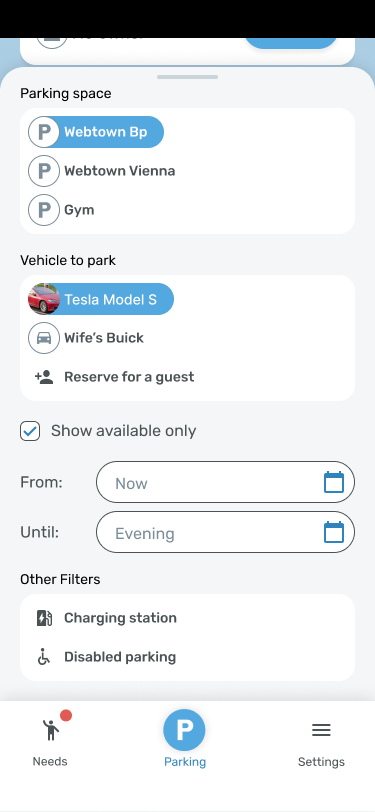 Parking space
P Webtown Bp
P Webtown Vienna
P Gym
Vehicle to park
Tesla Model S
Wife’s Buick
Reserve for a guest
Show available only
From: Now
Until: Evening
Other Filters
Charging station
Disabled parking
P
Needs Parking Settings